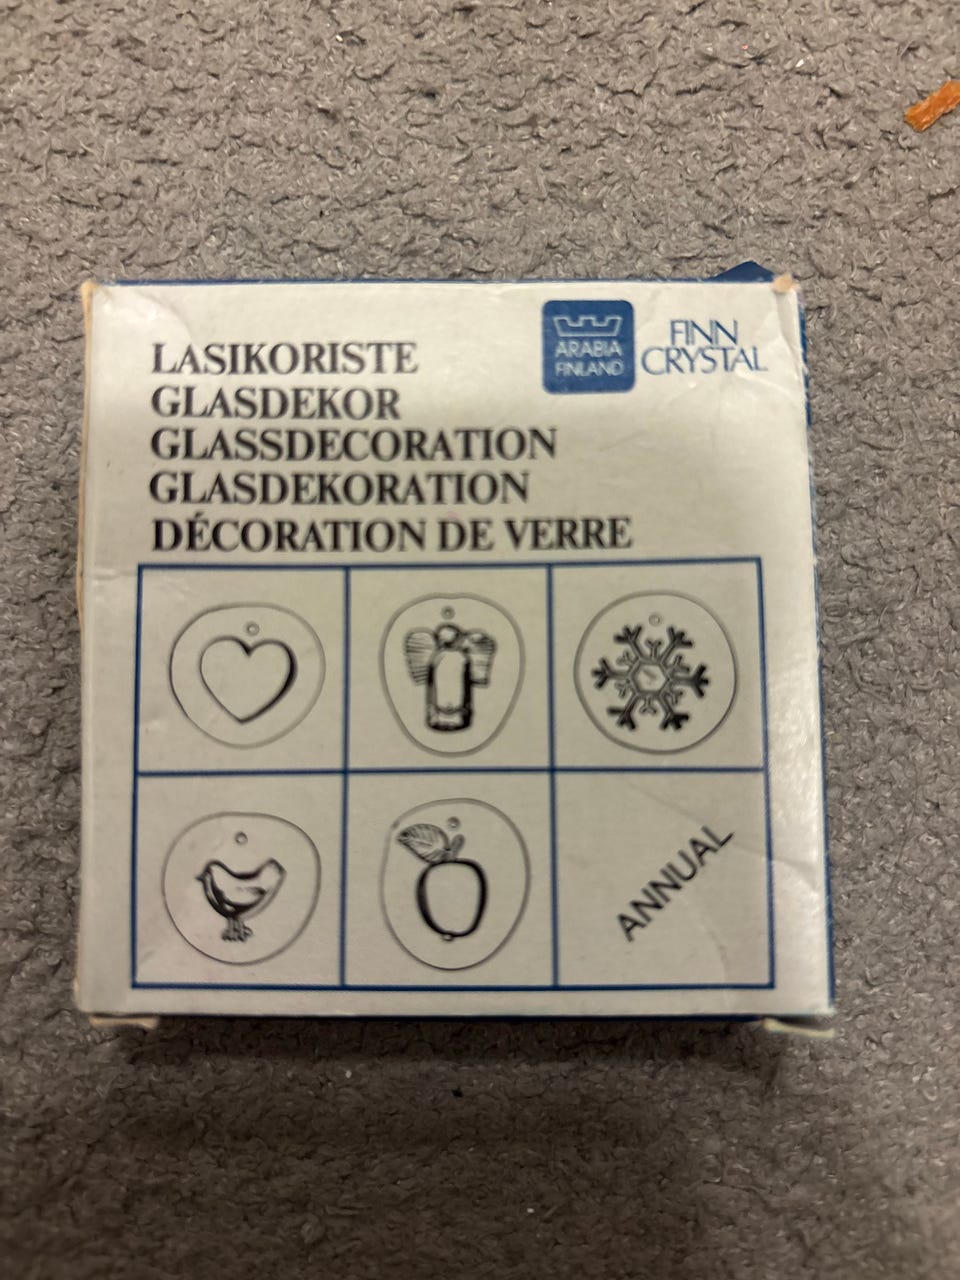 ARABIA
FINLAND
FINN
CRYSTAL
LASIKORISTE
GLASDEKOR
GLASSDECORATION
GLASDEKORATION
DÉCORATION DE VERRE
ANNUAL